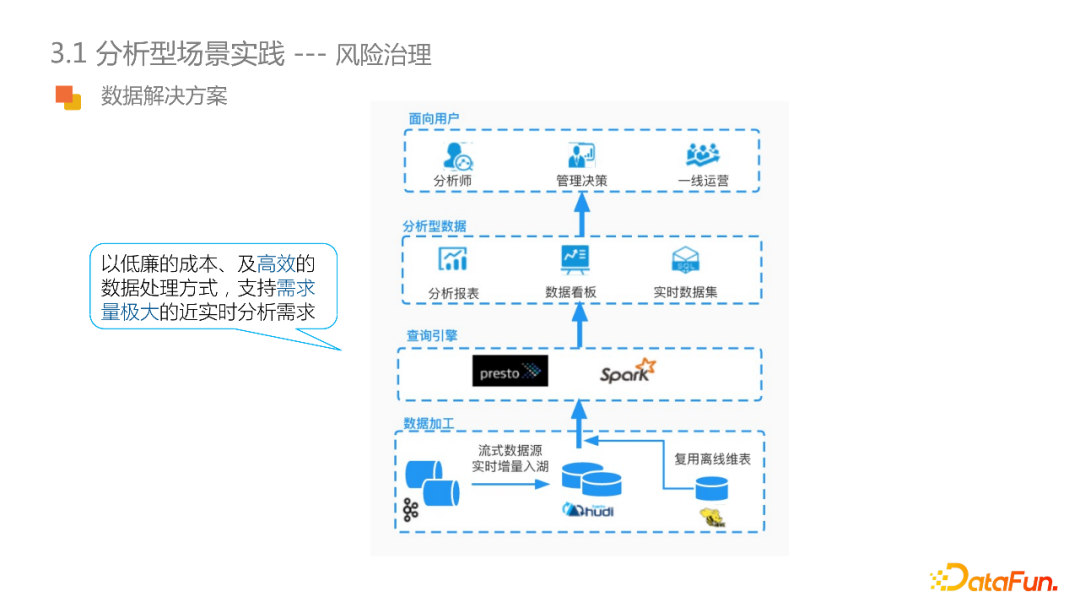 3.1 分析型场景实践 --- 风险治理
数据解决方案
面向用户
分析师
管理决策
一线运营
分析型数据
SQL
分析报表
数据看板
实时数据集
以低廉的成本、及高效的
数据处理方式，支持需求
量极大的近实时分析需求
查询引擎
presto
Spark
数据加工
流式数据源
实时增量入湖
复用离线维表
hudi
DataFun.